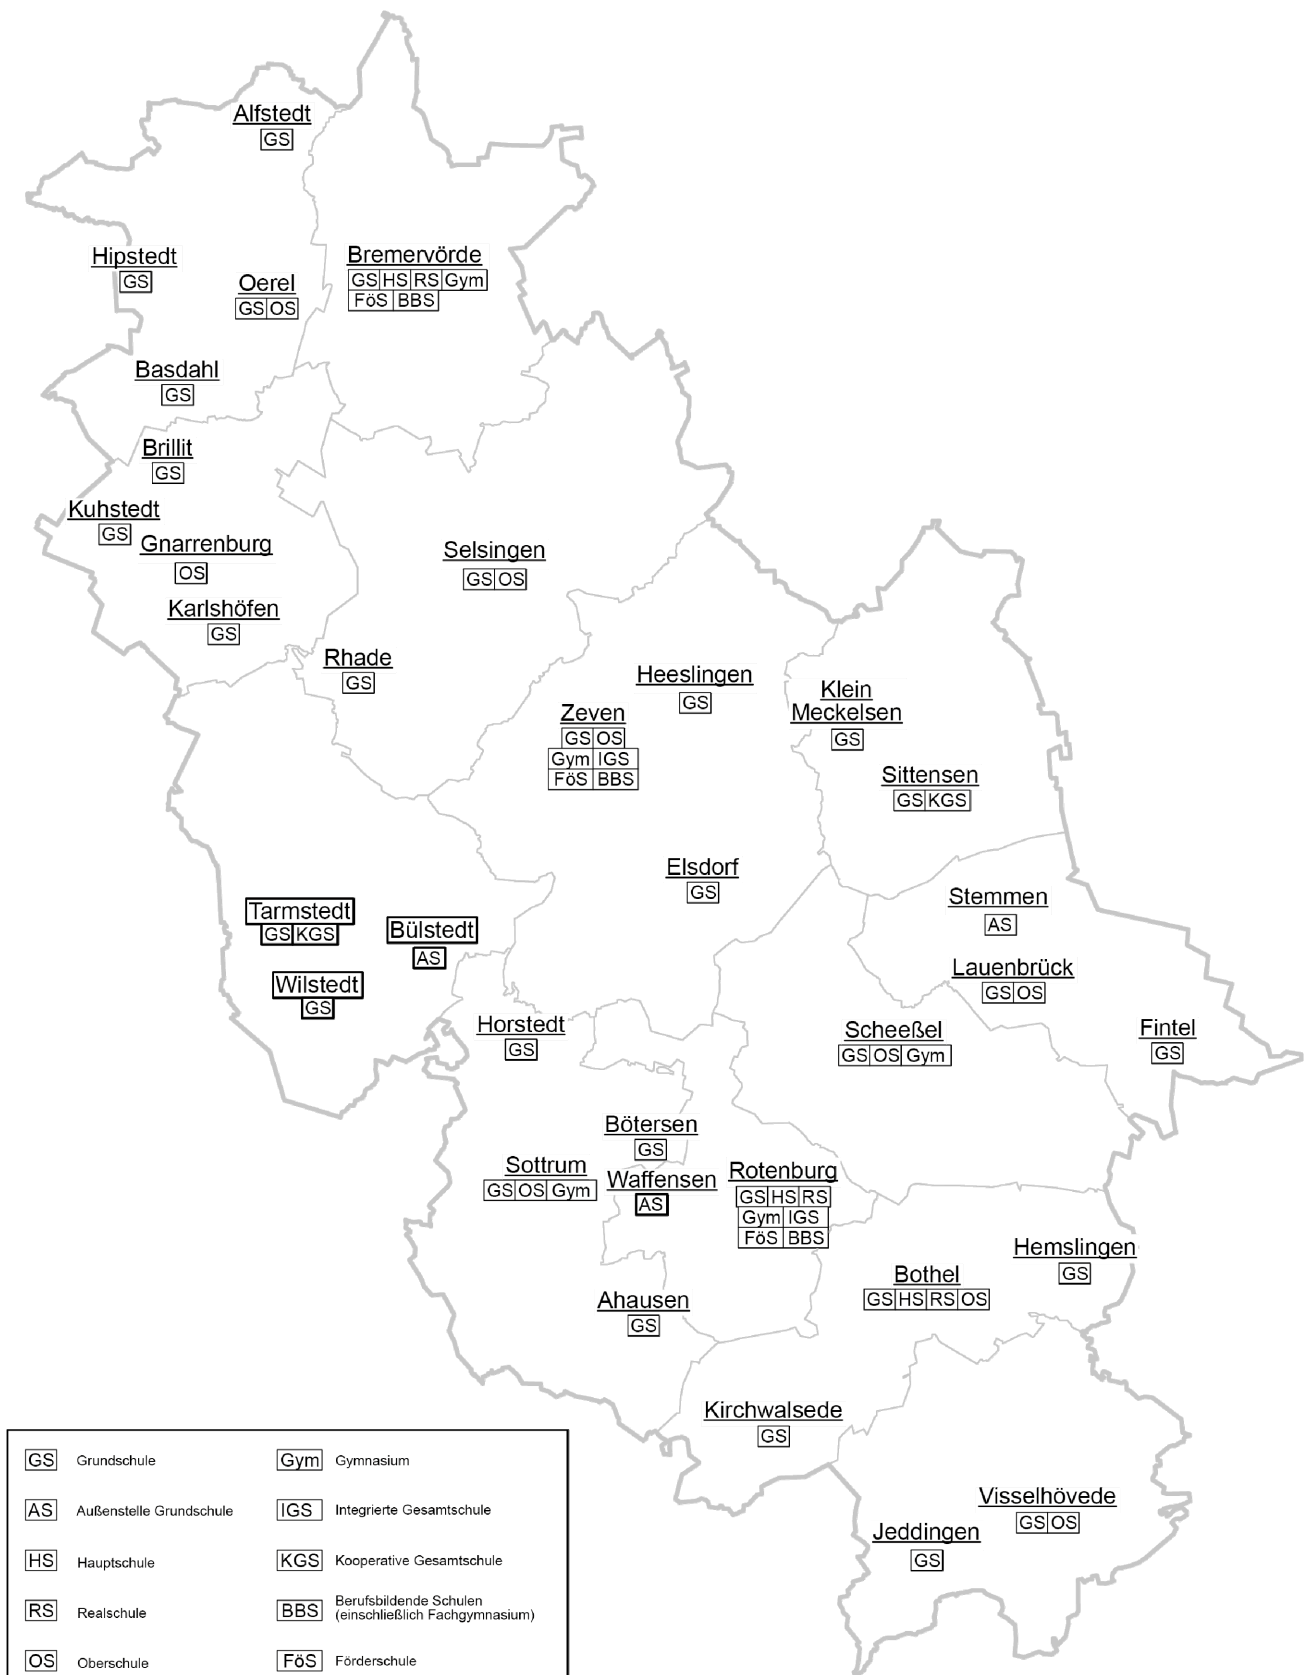 Alfstedt
GS
Hipstedt
GS
Oerel
GS OS
Bremervörde
GS HS RS Gym
FöS BBS
Basdahl
GS
Brillit
GS
Kuhstedt
GS
Gnarrenburg
OS
Karlshöfen
GS
Selsingen
GS OS
Rhade
GS
Heeslingen
GS
Zeven
GS OS
Gym IGS
FöS BBS
Klein
Meckelsen
GS
Sittensen
GS KGS
Elsdorf
GS
Tarmstedt
GS KGS
Bülstedt
AS
Wilstedt
GS
Stemmen
AS
Lauenbrück
GS OS
Fintel
GS
Horstedt
GS
Scheeßel
GS OS Gym
Bötersen
GS
Sottrum
GS OS Gym
Waffensen
AS
Rotenburg
GS HS RS
Gym IGS
FöS BBS
Hemslingen
GS
Bothel
GS HS RS OS
Ahausen
GS
Kirchwalsede
GS
Visselhövede
GS OS
Jeddingen
GS
GS Grundschule
AS Außenstelle Grundschule
HS Hauptschule
RS Realschule
OS Oberschule
Gym Gymnasium
IGS Integrierte Gesamtschule
KGS Kooperative Gesamtschule
BBS Berufsbildende Schulen
(einschließlich Fachgymnasium)
FöS Förderschule